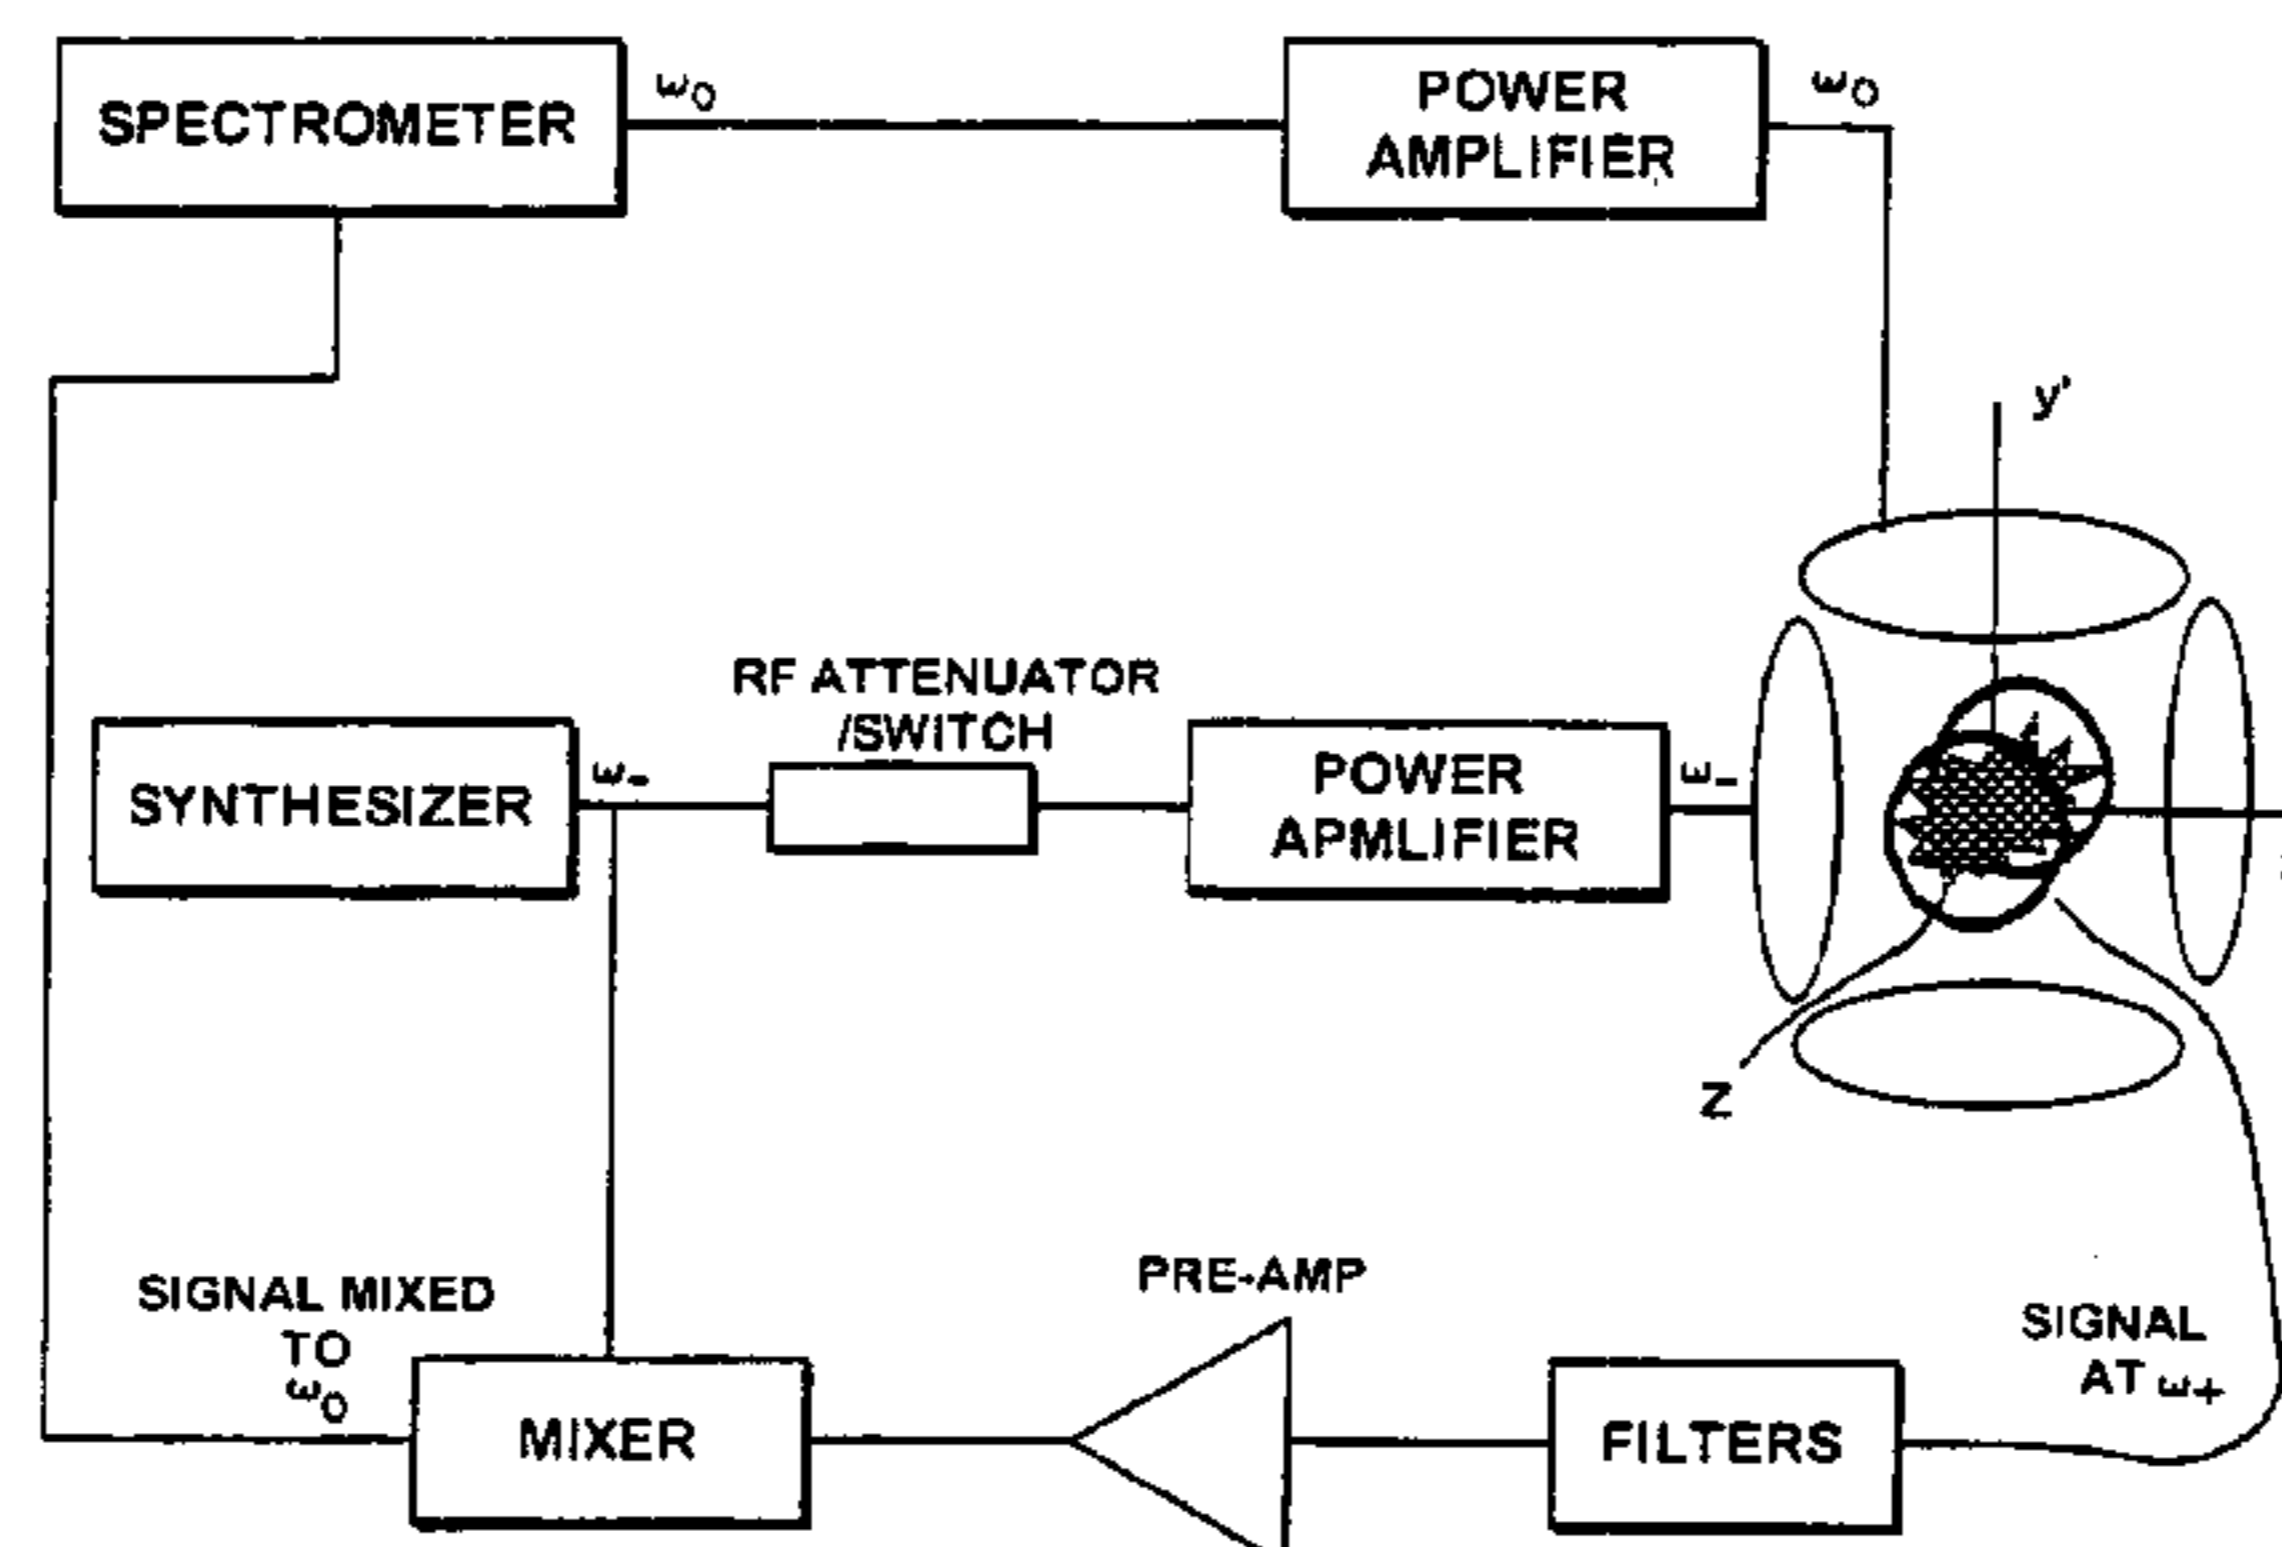 SPECTROMETER
ω₀
POWER
AMPLIFIER
ω₀
y'
RF ATTENUATOR
/SWITCH
SYNTHESIZER
ω-
POWER
APMLIFIER
ω-
Z
SIGNAL MIXED
TO
ω₀
MIXER
PRE-AMP
FILTERS
SIGNAL
AT ω+